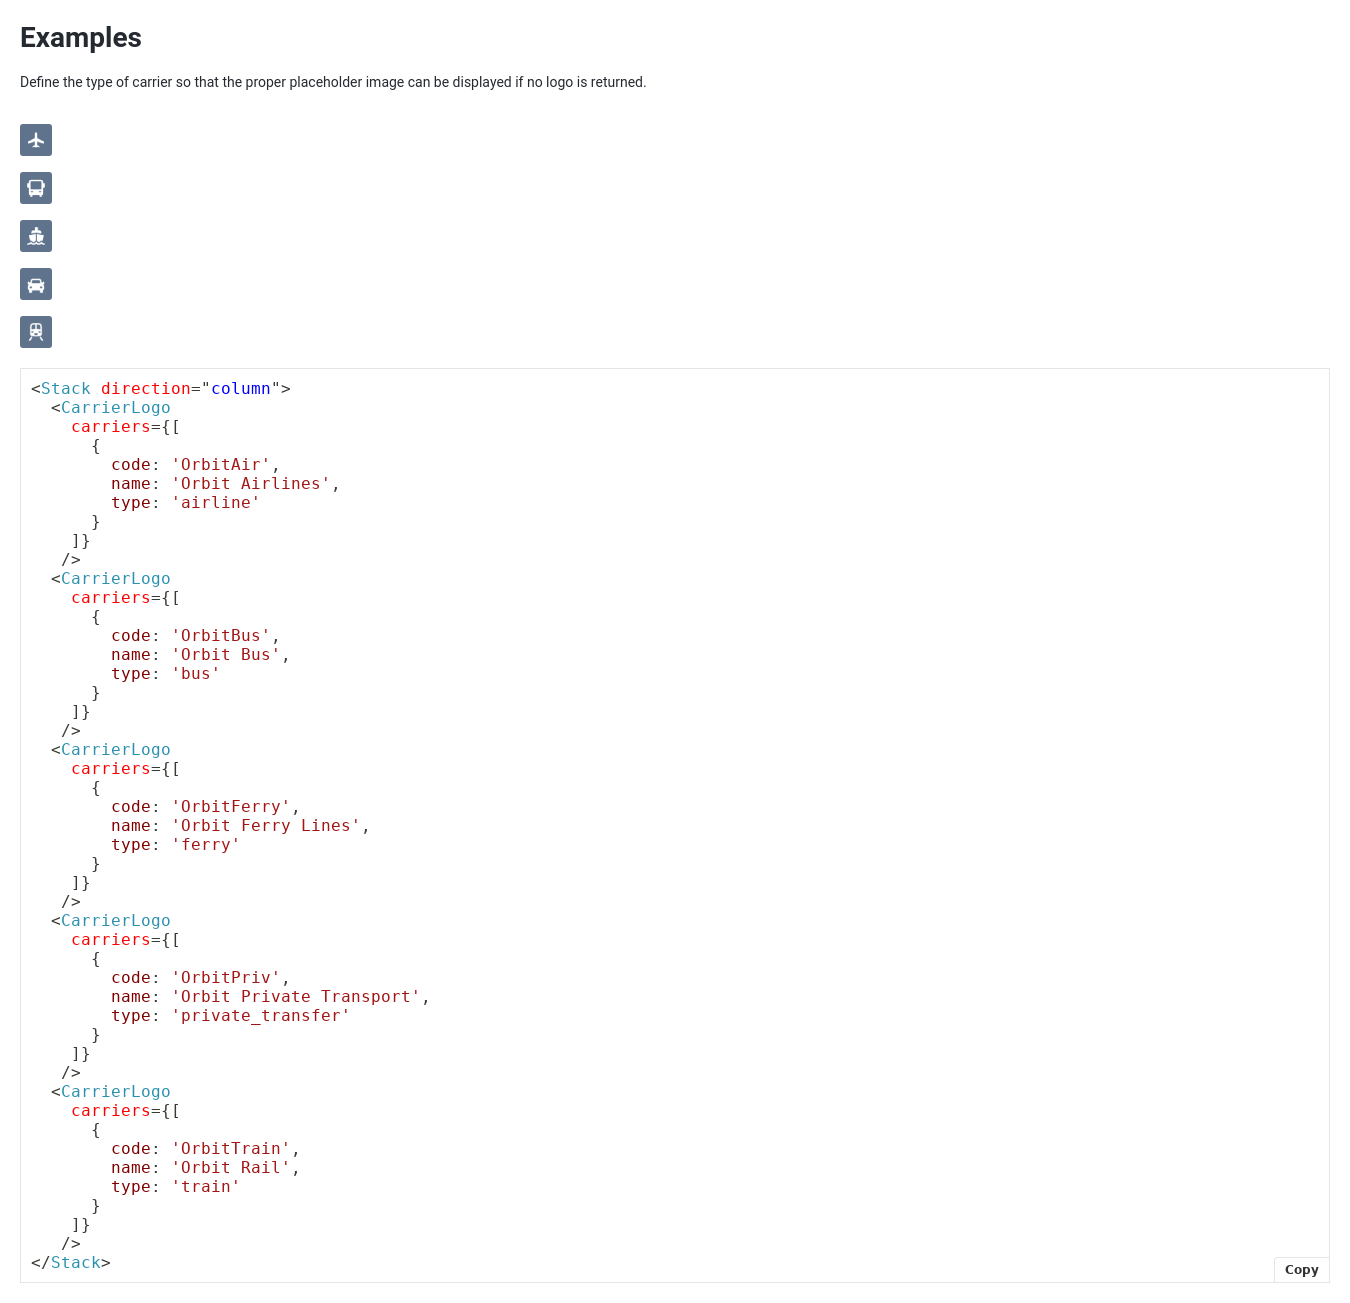 Examples
Define the type of carrier so that the proper placeholder image can be displayed if no logo is returned.
<Stack direction="column">
  <CarrierLogo
    carriers={[
      {
        code: 'OrbitAir',
        name: 'Orbit Airlines',
        type: 'airline'
      }
    ]}
   />
  <CarrierLogo
    carriers={[
      {
        code: 'OrbitBus',
        name: 'Orbit Bus',
        type: 'bus'
      }
    ]}
   />
  <CarrierLogo
    carriers={[
      {
        code: 'OrbitFerry',
        name: 'Orbit Ferry Lines',
        type: 'ferry'
      }
    ]}
   />
  <CarrierLogo
    carriers={[
      {
        code: 'OrbitPriv',
        name: 'Orbit Private Transport',
        type: 'private_transfer'
      }
    ]}
   />
  <CarrierLogo
    carriers={[
      {
        code: 'OrbitTrain',
        name: 'Orbit Rail',
        type: 'train'
      }
    ]}
   />
</Stack>
Copy